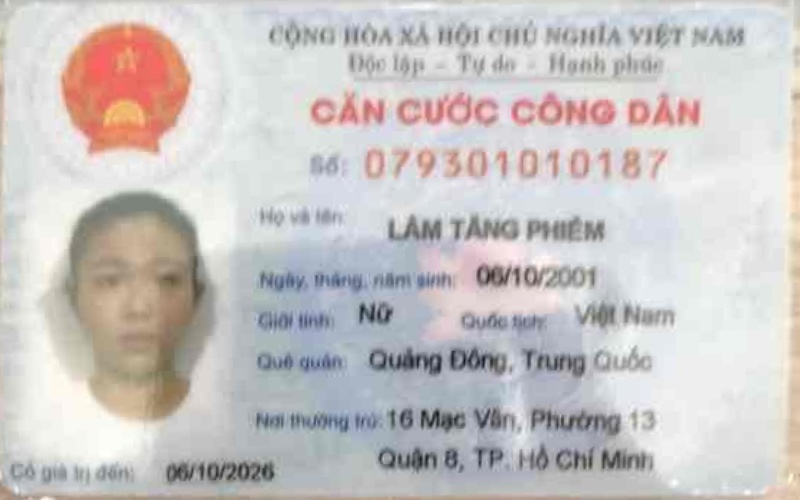 CỘNG HÒA XÃ HỘI CHỦ NGHĨA VIỆT NAM
Độc lập - Tự do - Hạnh phúc
CĂN CƯỚC CÔNG DÂN
Số: 079301010187
Họ và tên: LÂM TĂNG PHIÊM
Ngày, tháng, năm sinh: 06/10/2001
Giới tính: Nữ Quốc tịch: Việt Nam
Quê quán: Quảng Đông, Trung Quốc
Nơi thường trú: 16 Mạc Vân, Phường 13
Quận 8, TP. Hồ Chí Minh
Có giá trị đến: 06/10/2026